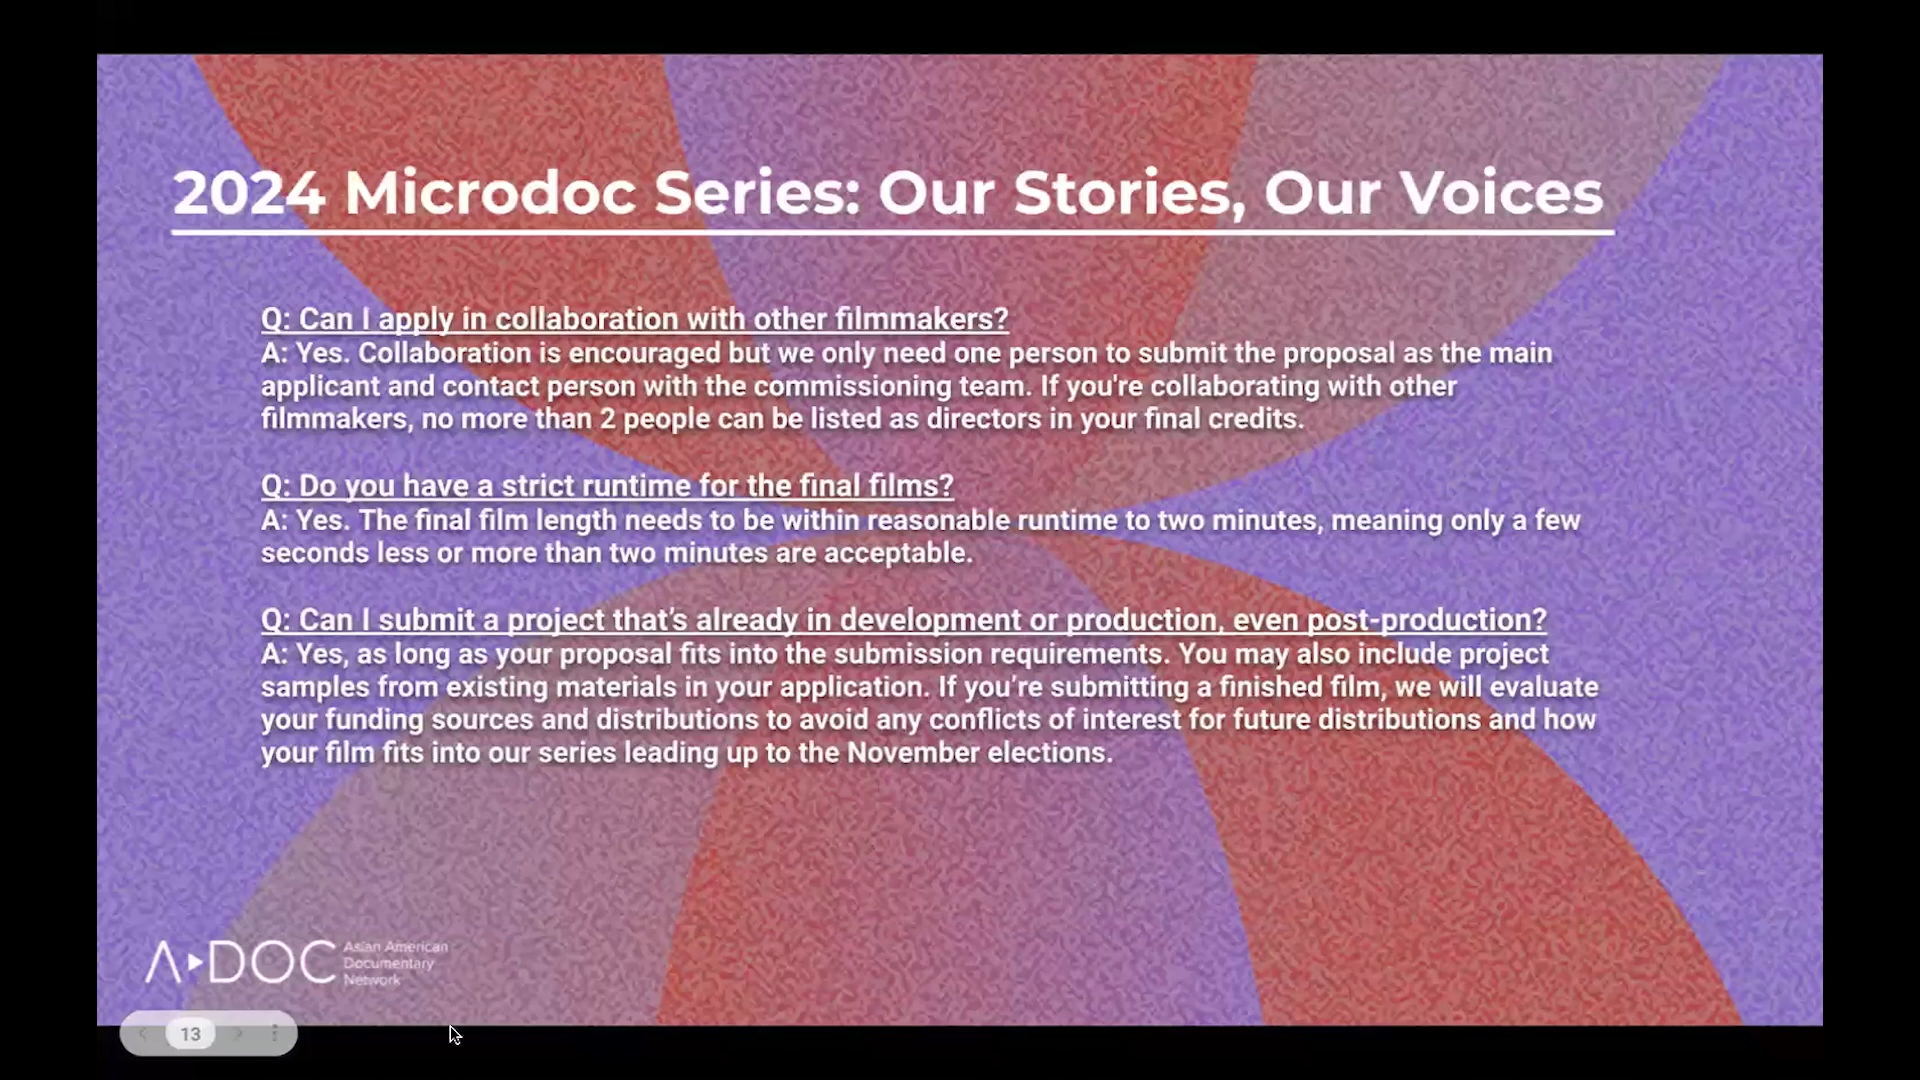 2024 Microdoc Series: Our Stories, Our Voices
Q: Can I apply in collaboration with other filmmakers?
A: Yes. Collaboration is encouraged but we only need one person to submit the proposal as the main
applicant and contact person with the commissioning team. If you're collaborating with other
filmmakers, no more than 2 people can be listed as directors in your final credits.
Q: Do you have a strict runtime for the final films?
A: Yes. The final film length needs to be within reasonable runtime to two minutes, meaning only a few
seconds less or more than two minutes are acceptable.
Q: Can I submit a project that’s already in development or production, even post-production?
A: Yes, as long as your proposal fits into the submission requirements. You may also include project
samples from existing materials in your application. If you’re submitting a finished film, we will evaluate
your funding sources and distributions to avoid any conflicts of interest for future distributions and how
your film fits into our series leading up to the November elections.
A▸DOC
Asian American
Documentary
Network
13